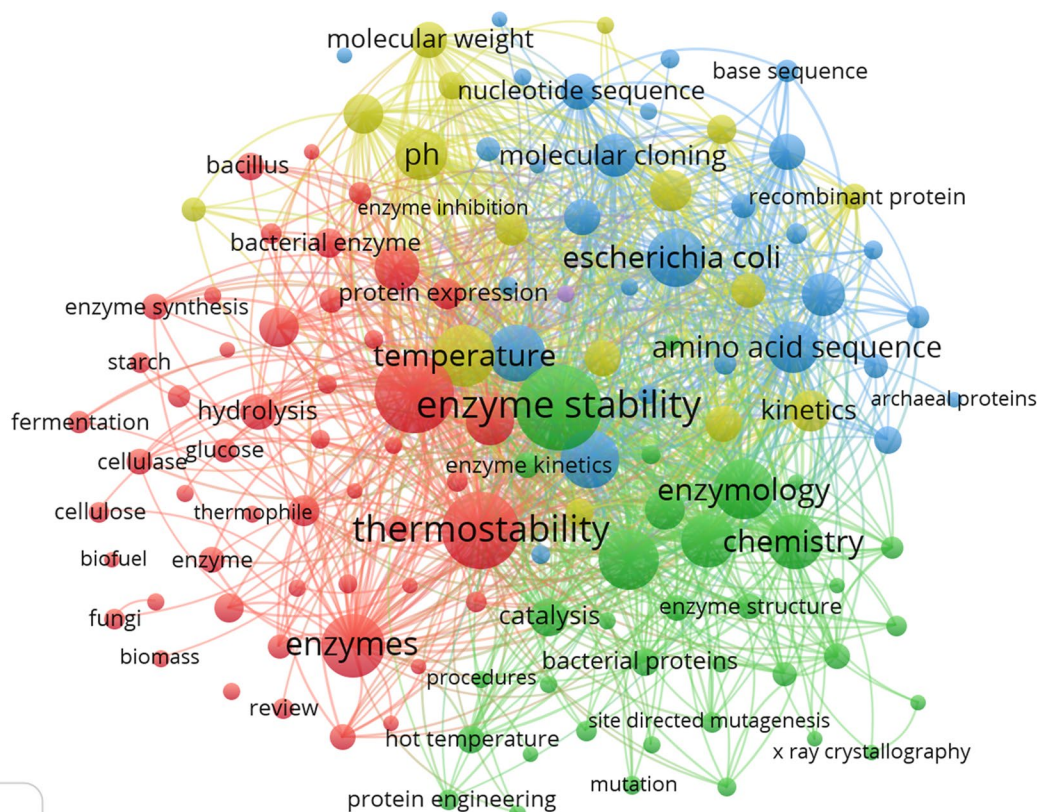 molecular weight
base sequence
nucleotide sequence
ph
molecular cloning
bacillus
recombinant protein
enzyme inhibition
bacterial enzyme
escherichia coli
protein expression
enzyme synthesis
amino acid sequence
temperature
starch
archaeal proteins
enzyme stability
kinetics
hydrolysis
fermentation
glucose
cellulase
enzyme kinetics
enzymology
cellulose
thermophile
thermostability
chemistry
biofuel
enzyme
enzyme structure
catalysis
fungi
enzymes
biomass
bacterial proteins
procedures
review
site directed mutagenesis
hot temperature
x ray crystallography
mutation
protein engineering